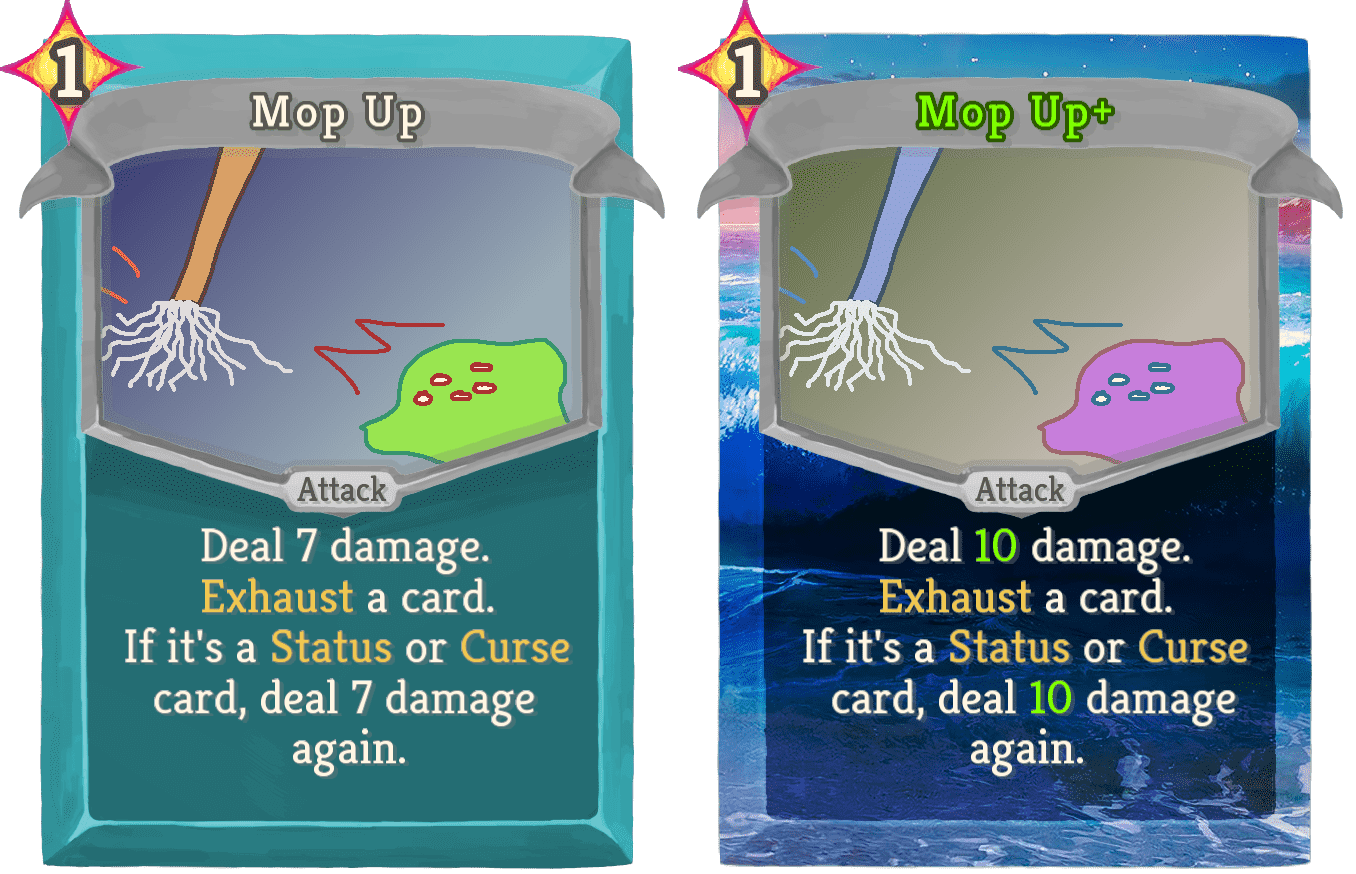 1
Mop Up
Attack
Deal 7 damage.
Exhaust a card.
If it's a Status or Curse
card, deal 7 damage
again.
1
Mop Up+
Attack
Deal 10 damage.
Exhaust a card.
If it's a Status or Curse
card, deal 10 damage
again.